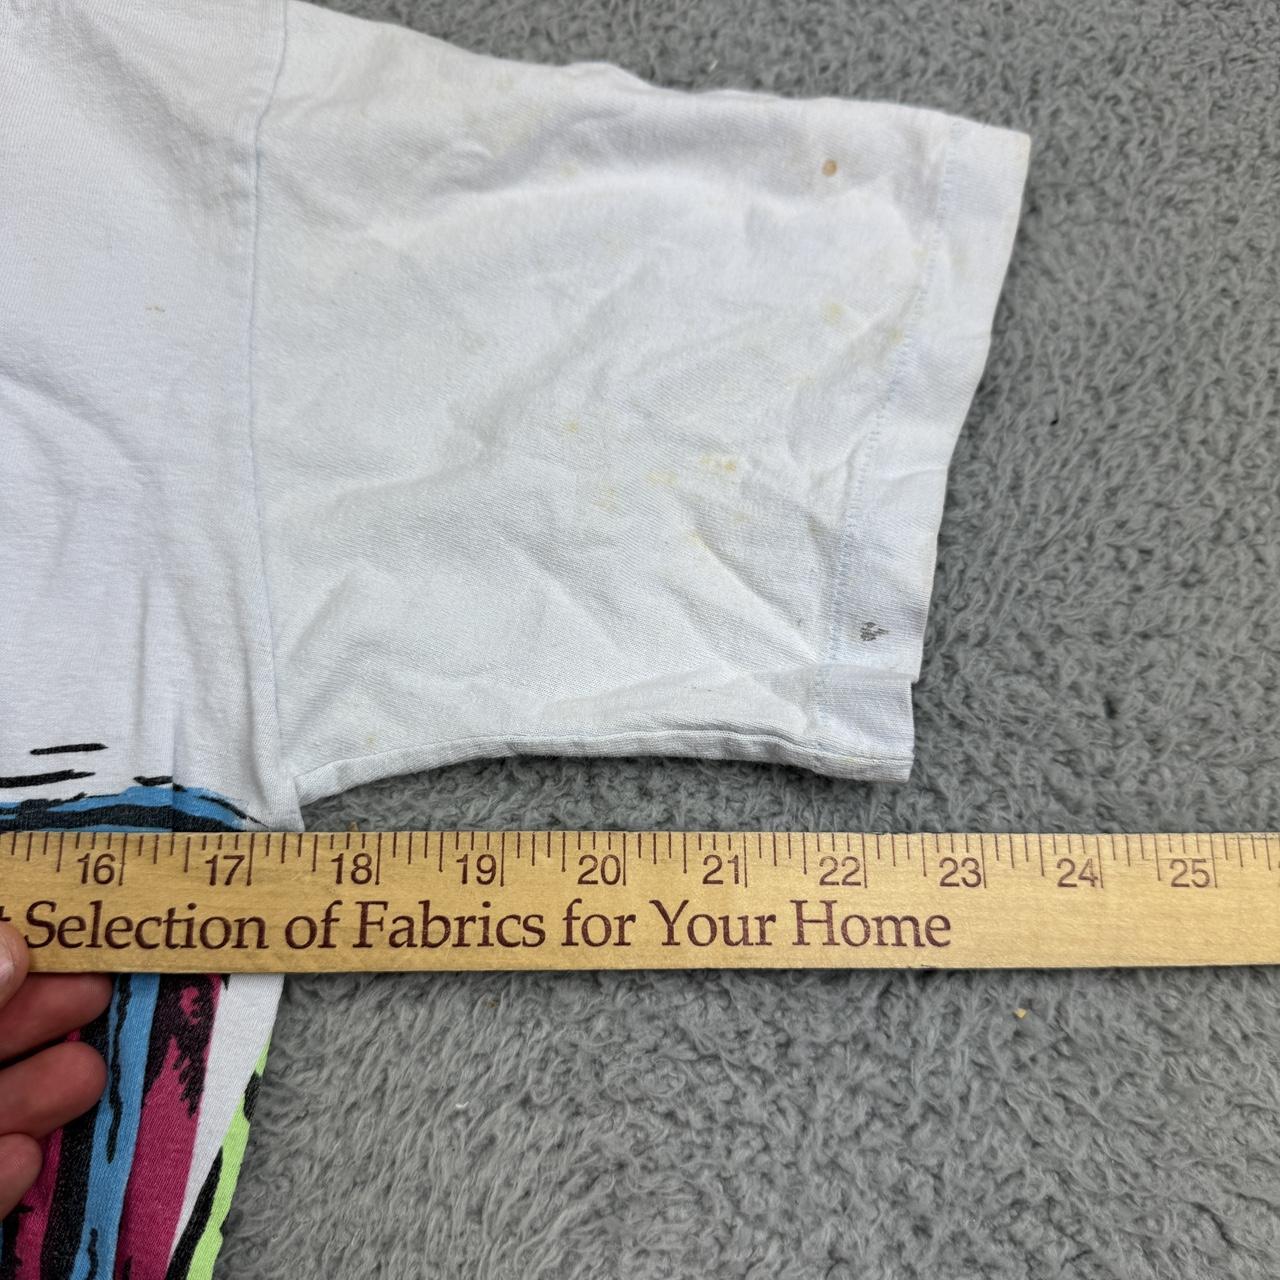 16 17 18 19 20 21 22 23 24 25
Selection of Fabrics for Your Home